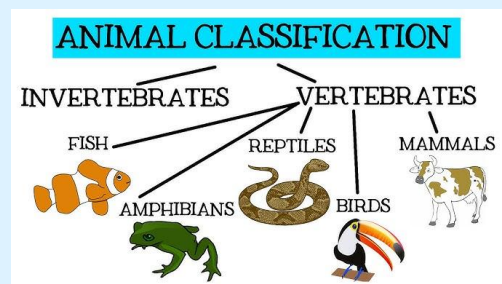 ANIMAL CLASSIFICATION
INVERTEBRATES
VERTEBRATES
FISH
REPTILES
MAMMALS
AMPHIBIANS
BIRDS